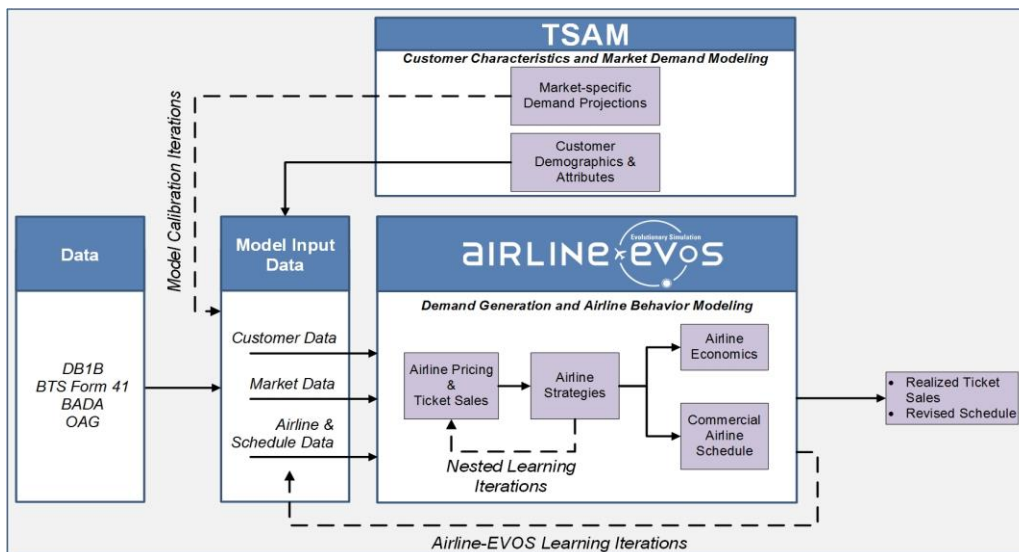 TSAM
Customer Characteristics and Market Demand Modeling
Market-specific
Demand Projections
Customer
Demographics &
Attributes
Model Calibration Iterations
Data
DB1B
BTS Form 41
BADA
OAG
Model Input
Data
Customer Data
Market Data
Airline &
Schedule Data
Evolutionary Simulation
AIRLINE EVOS
Demand Generation and Airline Behavior Modeling
Airline Pricing
&
Ticket Sales
Airline
Strategies
Nested Learning
Iterations
Airline
Economics
Commercial
Airline
Schedule
• Realized Ticket
Sales
• Revised Schedule
Airline-EVOS Learning Iterations